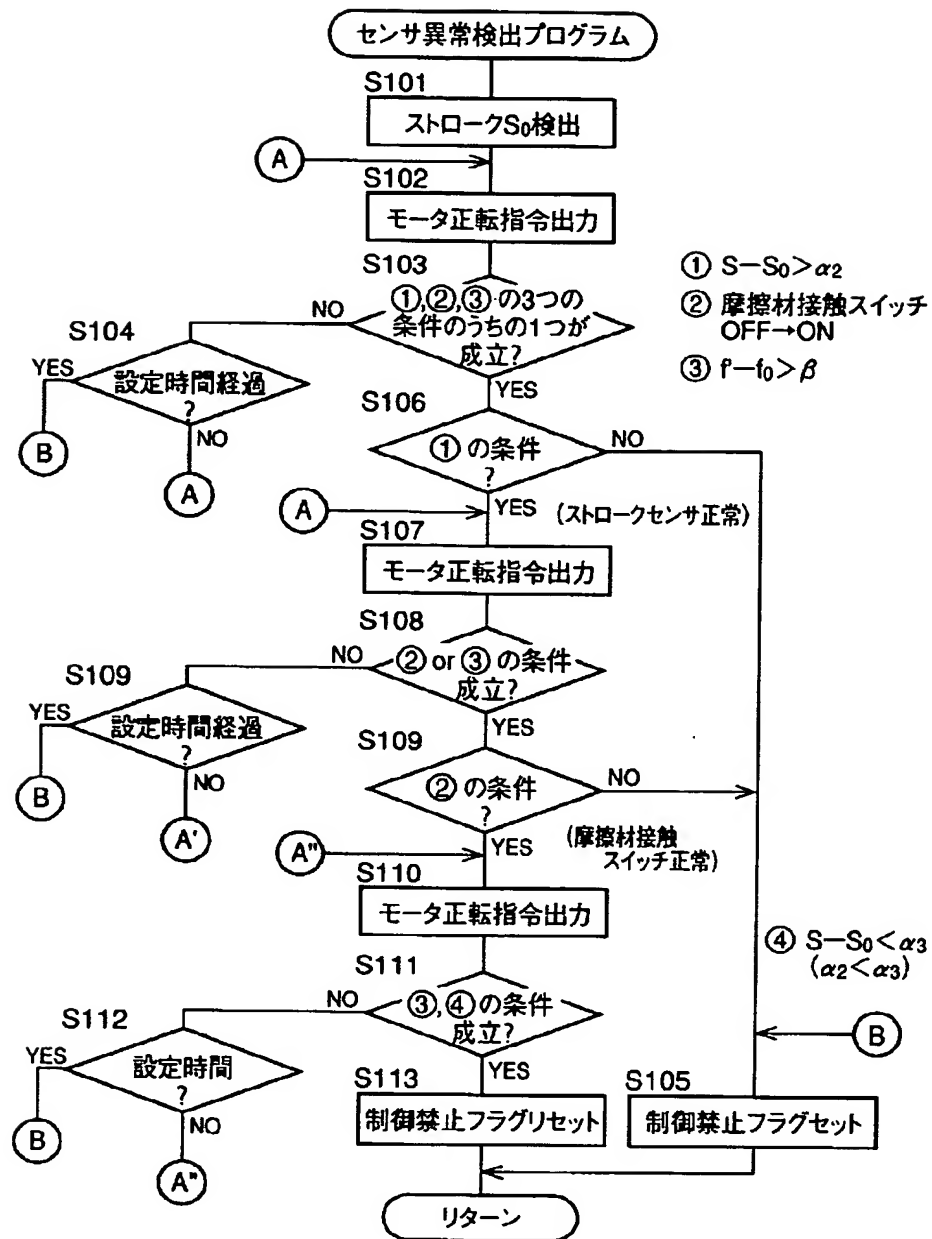 センサ異常検出プログラム
S101
ストロークS₀検出
A
S102
モータ正転指令出力
S103
①,②,③の3つの
条件のうちの1つが
成立?
NO
YES
① S−S₀>α₂
② 摩擦材接触スイッチ
OFF→ON
③ f−f₀>β
S104
設定時間経過
?
YES
B
NO
A
S106
①の条件
?
NO
YES
(ストロークセンサ正常)
A
S107
モータ正転指令出力
S108
② or ③の条件
成立?
NO
YES
S109
設定時間経過
?
YES
B
NO
A'
S109
②の条件
?
NO
YES
(摩擦材接触
スイッチ正常)
A"
S110
モータ正転指令出力
④ S−S₀<α₃
(α₂<α₃)
B
S111
③,④の条件
成立?
NO
YES
S112
設定時間
?
YES
B
NO
A"
S113
制御禁止フラグリセット
S105
制御禁止フラグセット
リターン